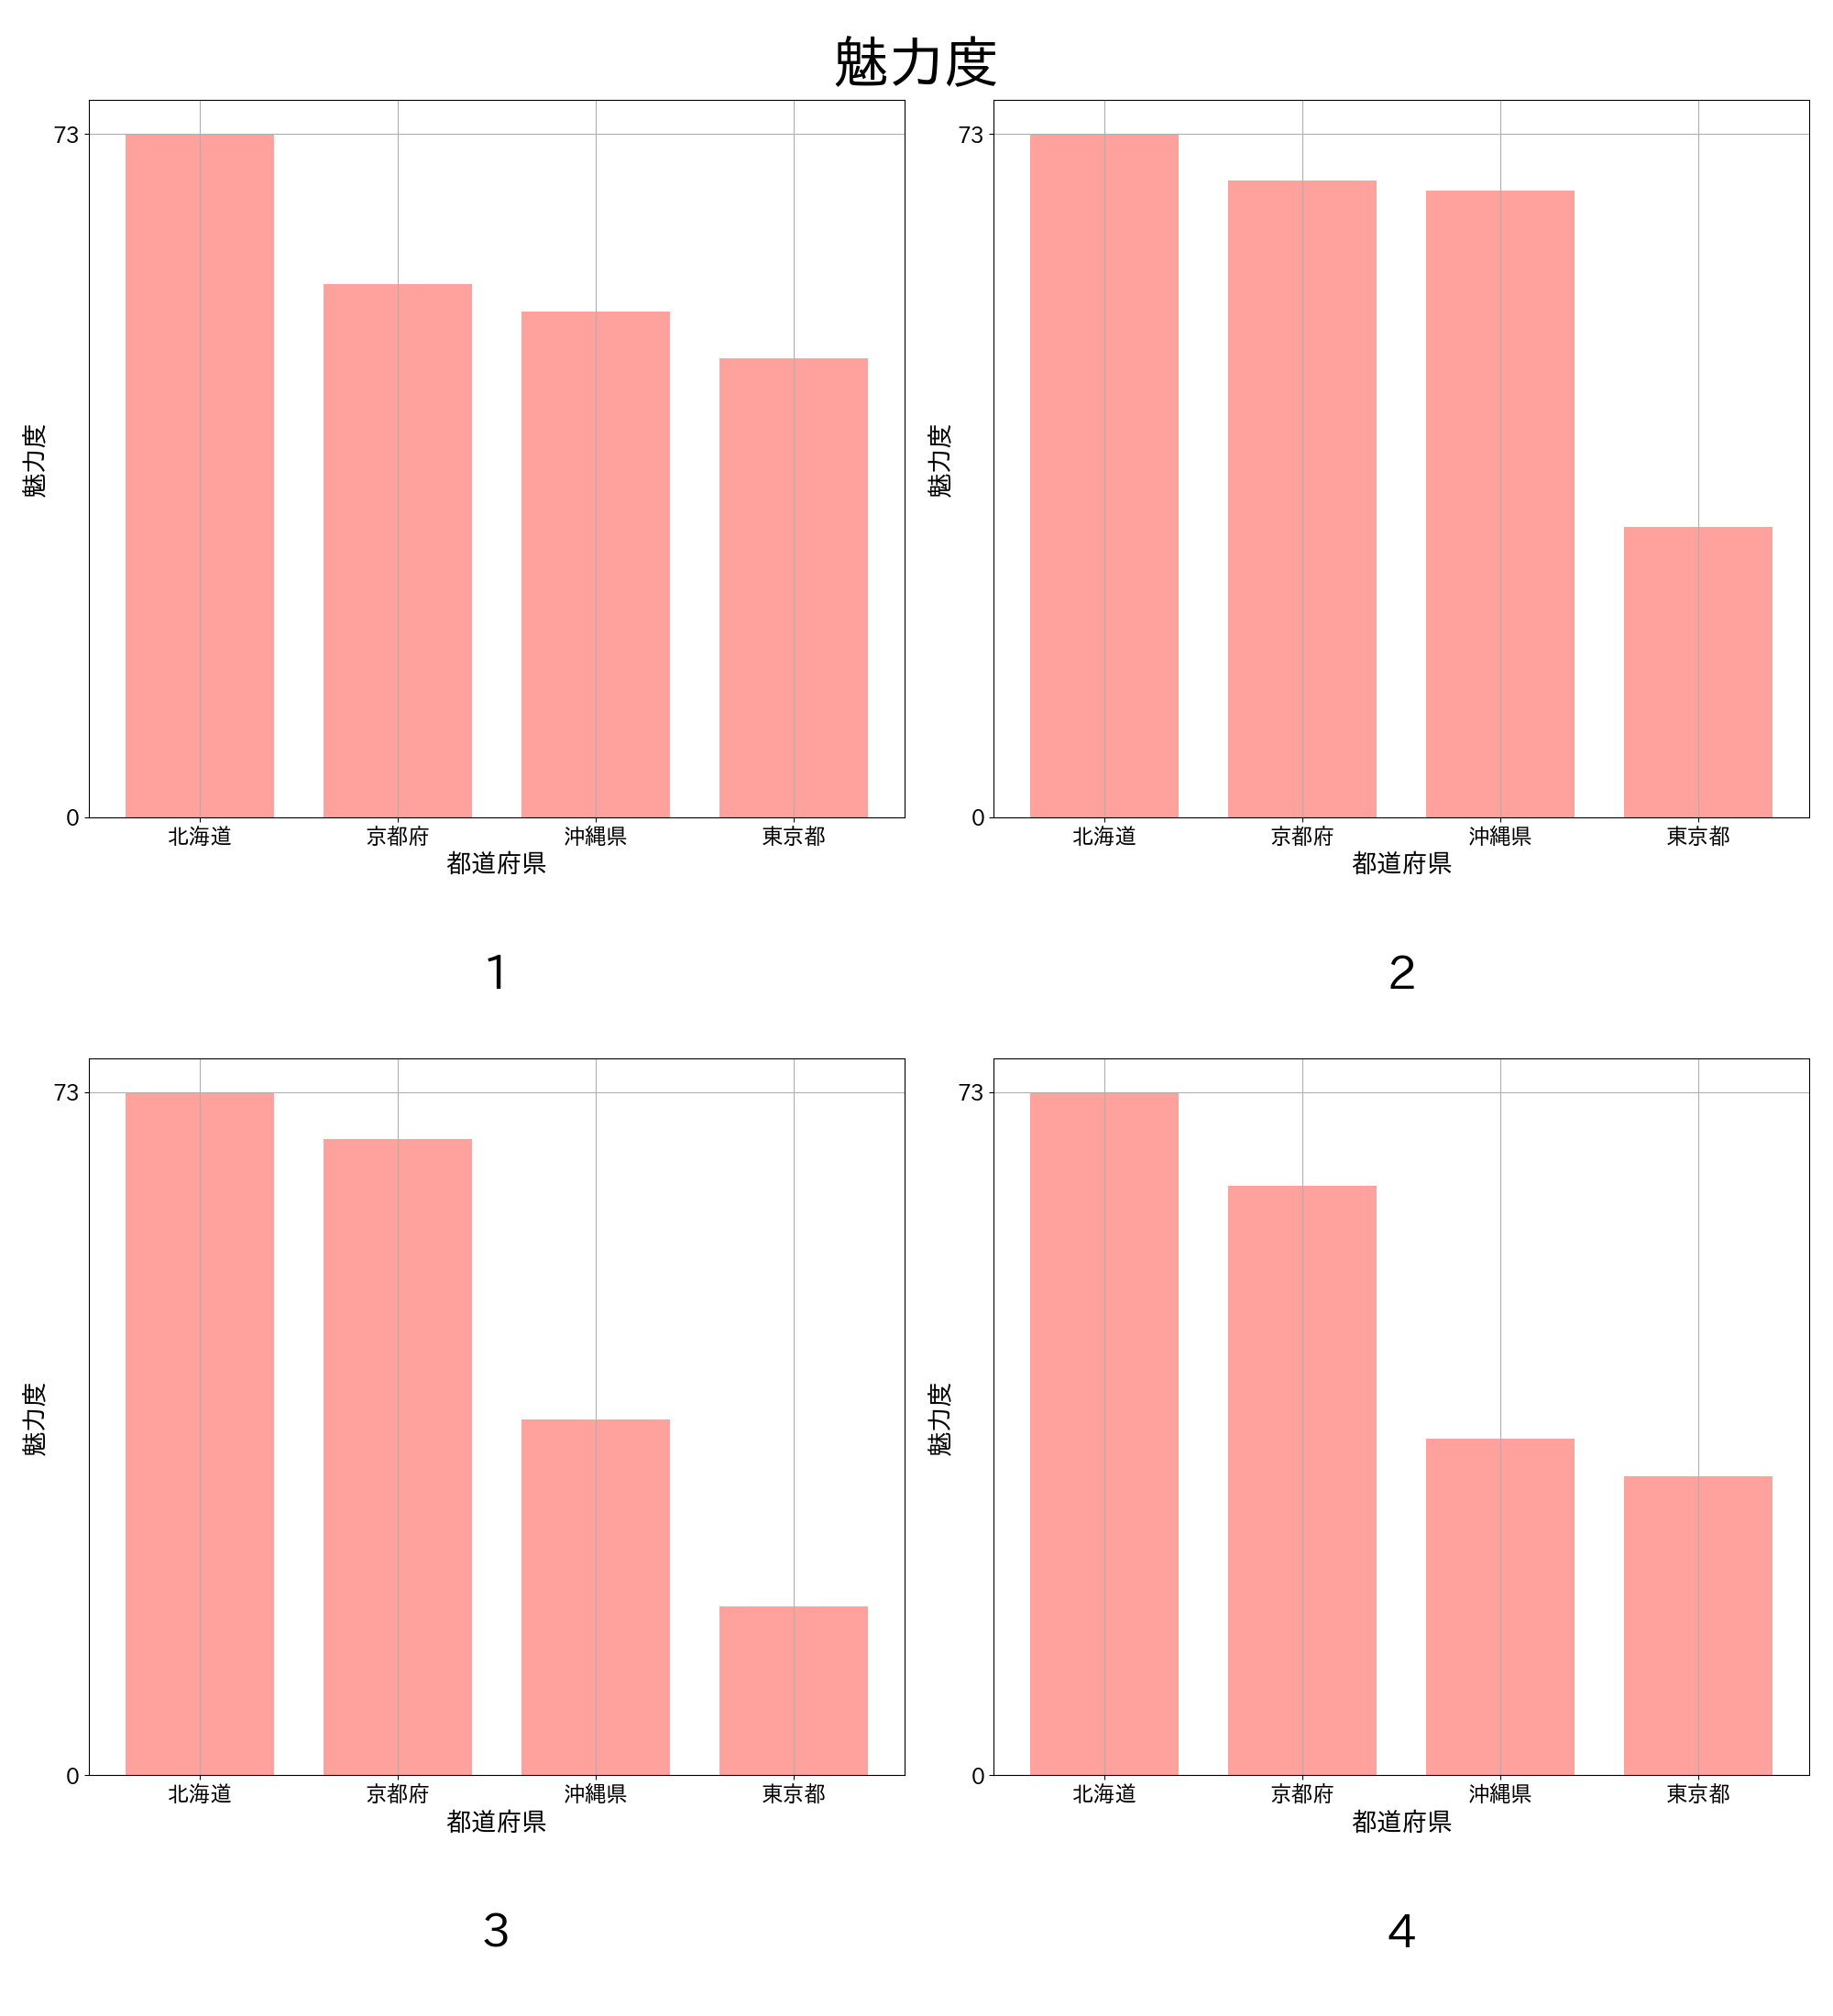 魅力度
73
0
魅力度
北海道 京都府 沖縄県 東京都
都道府県
1
73
0
魅力度
北海道 京都府 沖縄県 東京都
都道府県
2
73
0
魅力度
北海道 京都府 沖縄県 東京都
都道府県
3
73
0
魅力度
北海道 京都府 沖縄県 東京都
都道府県
4